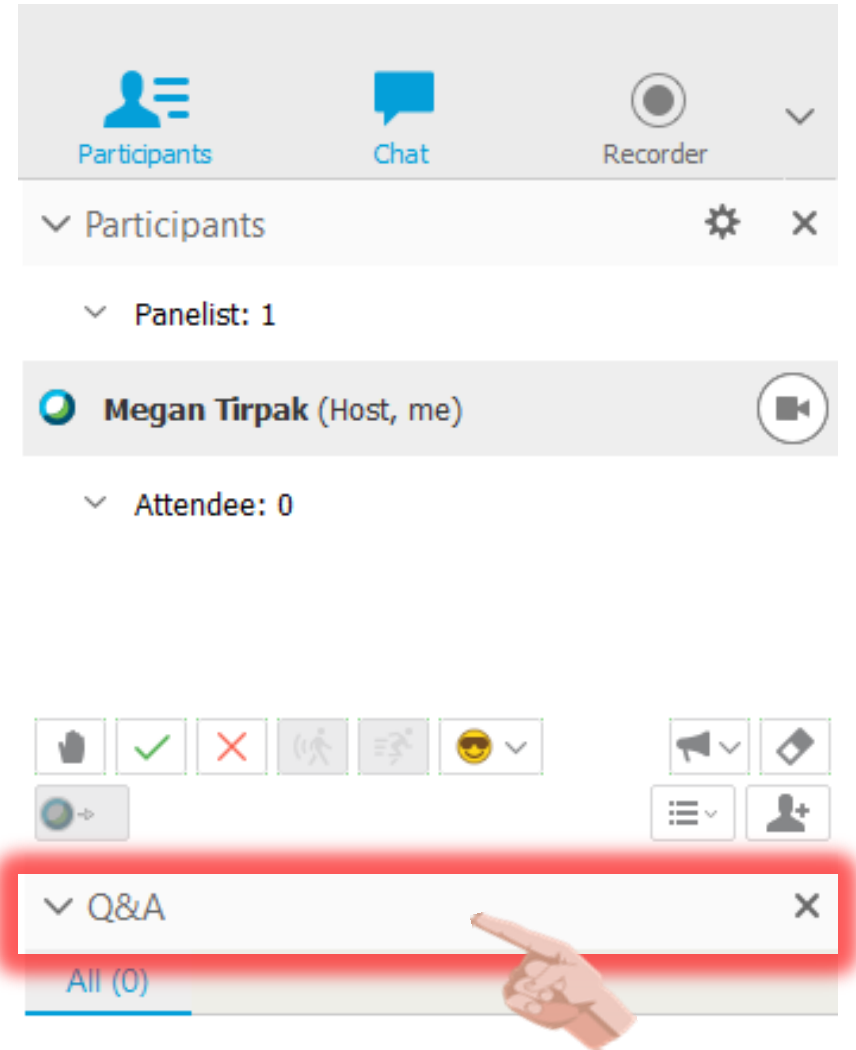 Participants Chat Recorder
Participants
Panelist: 1
Megan Tirpak (Host, me)
Attendee: 0
Q&A
All (0)